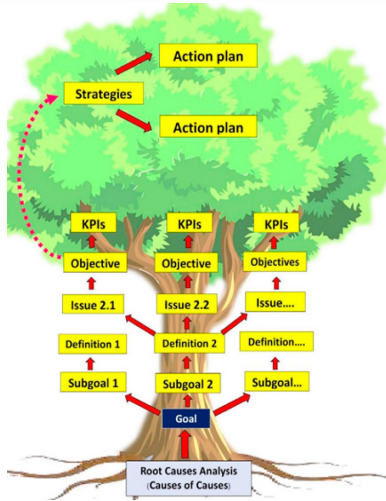 Action plan
Strategies
Action plan
KPIs
KPIs
KPIs
Objective
Objective
Objectives
Issue 2.1
Issue 2.2
Issue....
Definition 1
Definition 2
Definition....
Subgoal 1
Subgoal 2
Subgoal...
Goal
Root Causes Analysis
(Causes of Causes)